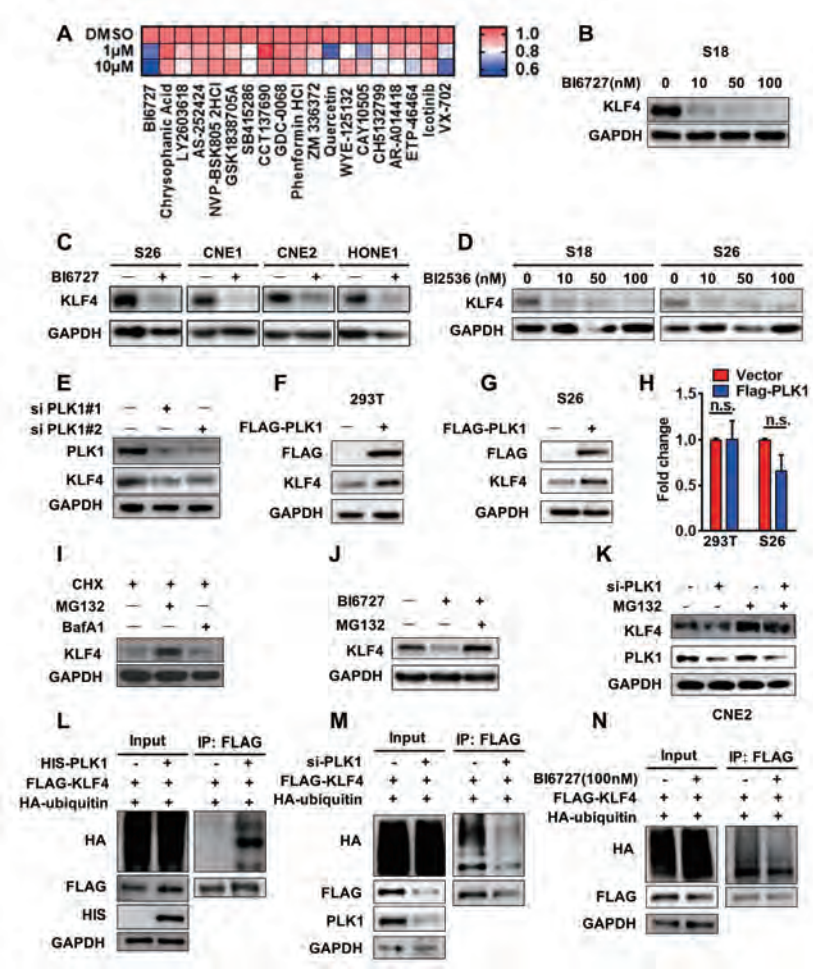 A
DMSO
1μM
10μM
1.0
0.8
0.6
BI6727
Chrysophanic Acid
LY2603618
AS-252424
NVP-BSK805 2HCl
GSK1838705A
SB415286
CCT137690
GDC-0068
Phenformin HCl
ZM 336372
Quercetin
WYE-125132
CAY10505
CH5132799
AR-A014418
ETP-46464
Icotinib
VX-702
B
S18
BI6727(nM) 0 10 50 100
KLF4
GAPDH
C
S26 CNE1 CNE2 HONE1
BI6727 – + – + – + – +
KLF4
GAPDH
D
S18 S26
BI2536 (nM) 0 10 50 100 0 10 50 100
KLF4
GAPDH
E
si PLK1#1 – + –
si PLK1#2 – – +
PLK1
KLF4
GAPDH
F
293T
FLAG-PLK1 – +
FLAG
KLF4
GAPDH
G
S26
FLAG-PLK1 – +
FLAG
KLF4
GAPDH
H
Vector
Flag-PLK1
Fold change
1.5
1.0
0.5
0.0
n.s.
n.s.
293T S26
I
CHX + + +
MG132 – + –
BafA1 – – +
KLF4
GAPDH
J
BI6727 – + +
MG132 – – +
KLF4
GAPDH
K
si-PLK1 - + - +
MG132 - - + +
KLF4
PLK1
GAPDH
CNE2
L
Input IP: FLAG
HIS-PLK1 - + - +
FLAG-KLF4 + + + +
HA-ubiquitin + + + +
HA
FLAG
HIS
GAPDH
M
Input IP: FLAG
si-PLK1 - + - +
FLAG-KLF4 + + + +
HA-ubiquitin + + + +
HA
FLAG
PLK1
GAPDH
N
Input IP: FLAG
BI6727(100nM) - + - +
FLAG-KLF4 + + + +
HA-ubiquitin + + + +
HA
FLAG
GAPDH